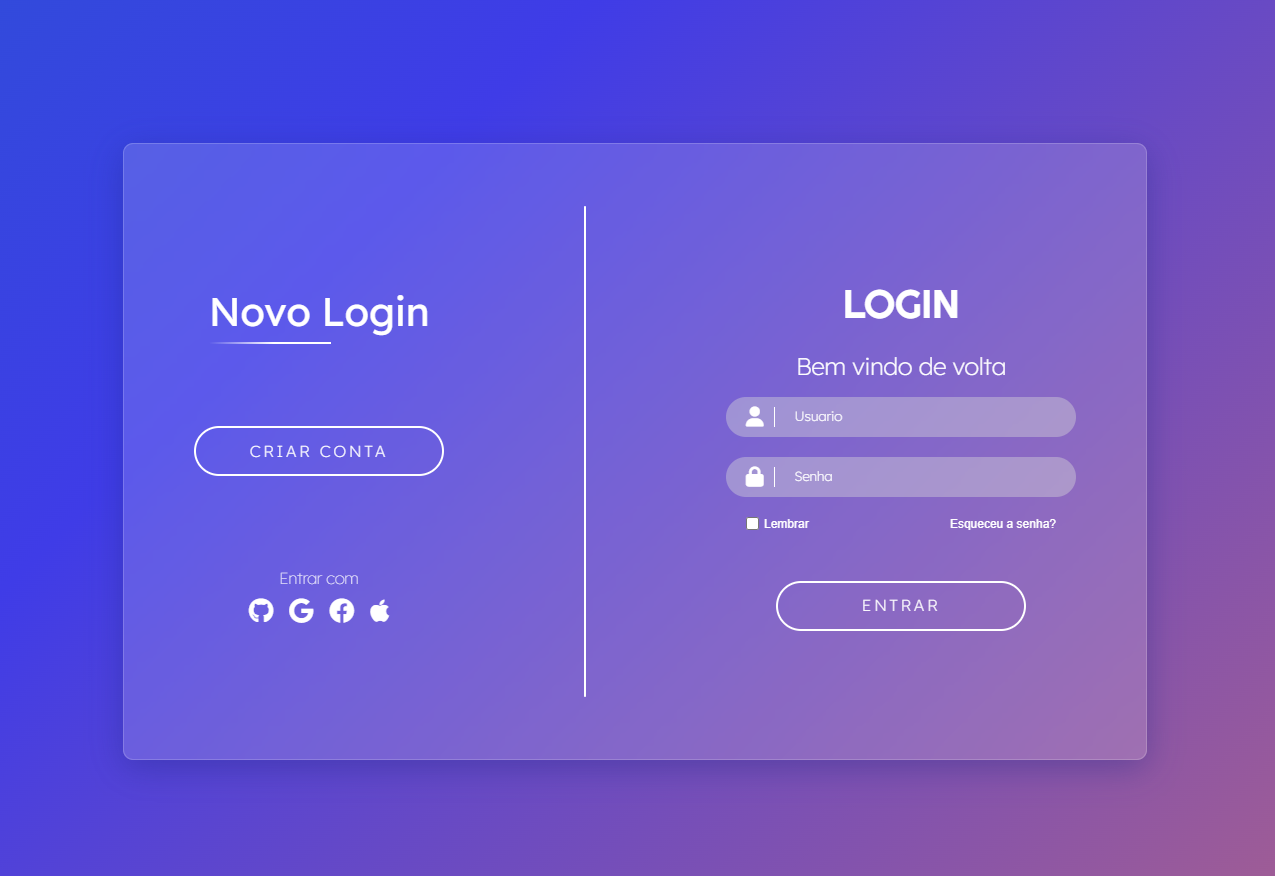 Novo Login
CRIAR CONTA
Entrar com
LOGIN
Bem vindo de volta
Usuario
Senha
Lembrar
Esqueceu a senha?
ENTRAR